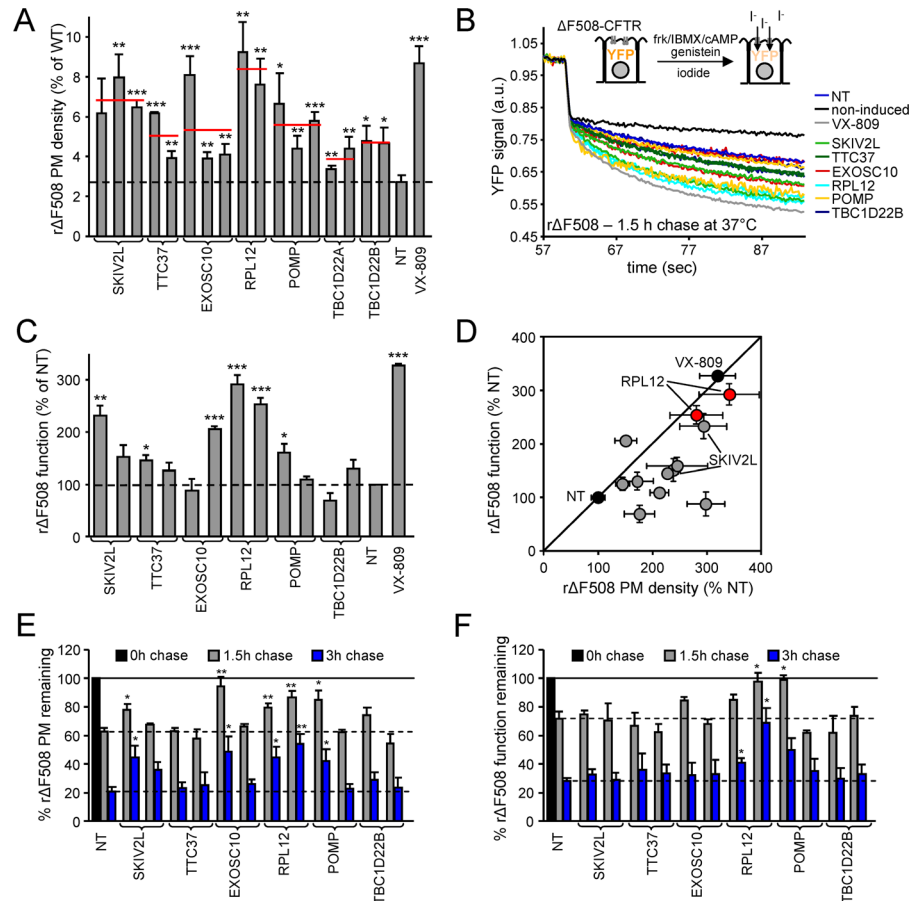 A
rΔF508 PM density (% of WT)
12
10
8
6
4
2
0
** ** *** *** *** ** ** ** ** * ** *** ** ** * * ***
SKIV2L
TTC37
EXOSC10
RPL12
POMP
TBC1D22A
TBC1D22B
NT
VX-809
B
ΔF508-CFTR
YFP
frk/IBMX/cAMP
genistein
iodide
I- I- I-
YFP
YFP signal (a.u.)
1.05
0.95
0.85
0.75
0.65
0.55
0.45
rΔF508 – 1.5 h chase at 37°C
57 67 77 87
time (sec)
NT
non-induced
VX-809
SKIV2L
TTC37
EXOSC10
RPL12
POMP
TBC1D22B
C
rΔF508 function (% of NT)
300
200
100
0
** * *** *** *** * ***
SKIV2L
TTC37
EXOSC10
RPL12
POMP
TBC1D22B
NT
VX-809
D
rΔF508 function (% NT)
400
300
200
100
0
VX-809
RPL12
SKIV2L
NT
0 100 200 300 400
rΔF508 PM density (% NT)
E
0h chase 1.5h chase 3h chase
% rΔF508 PM remaining
120
100
80
60
40
20
0
* * ** * ** * ** ** * *
NT
SKIV2L
TTC37
EXOSC10
RPL12
POMP
TBC1D22B
F
0h chase 1.5h chase 3h chase
% rΔF508 function remaining
120
100
80
60
40
20
0
* * * *
NT
SKIV2L
TTC37
EXOSC10
RPL12
POMP
TBC1D22B